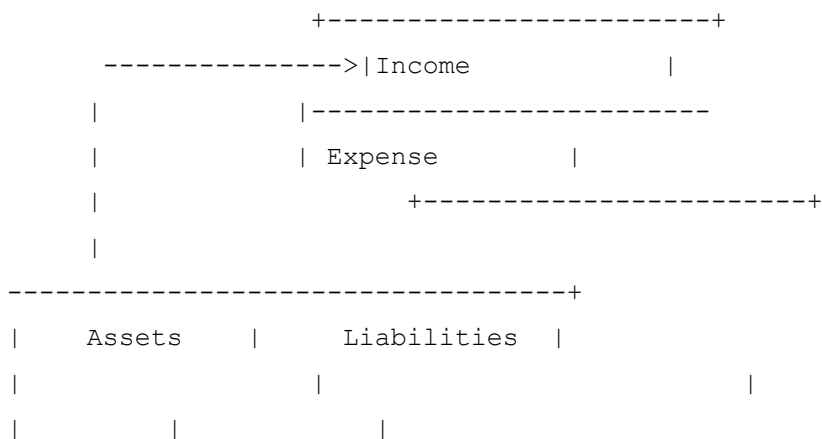 +------------------------+
--------------->|Income |
| |-------------------------
| | Expense |
| +------------------------+
|
-----------------------------------+
| Assets | Liabilities |
| | |
| | |